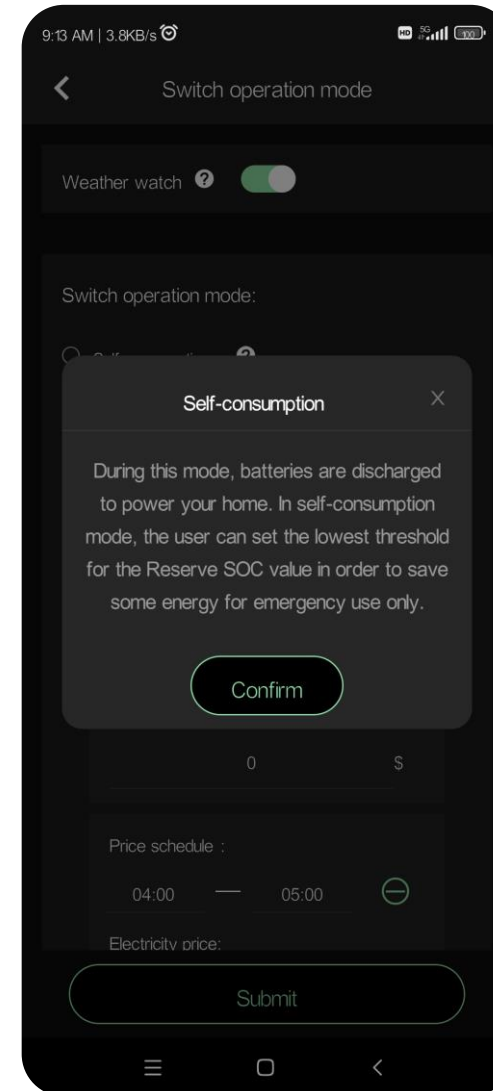 9:13 AM | 3.8KB/s
HD 5G 100
Switch operation mode
Weather watch ?
Switch operation mode:
?
Self-consumption X
During this mode, batteries are discharged
to power your home. In self-consumption
mode, the user can set the lowest threshold
for the Reserve SOC value in order to save
some energy for emergency use only.
Confirm
0 $
Price schedule :
04:00 — 05:00
Electricity price:
Submit